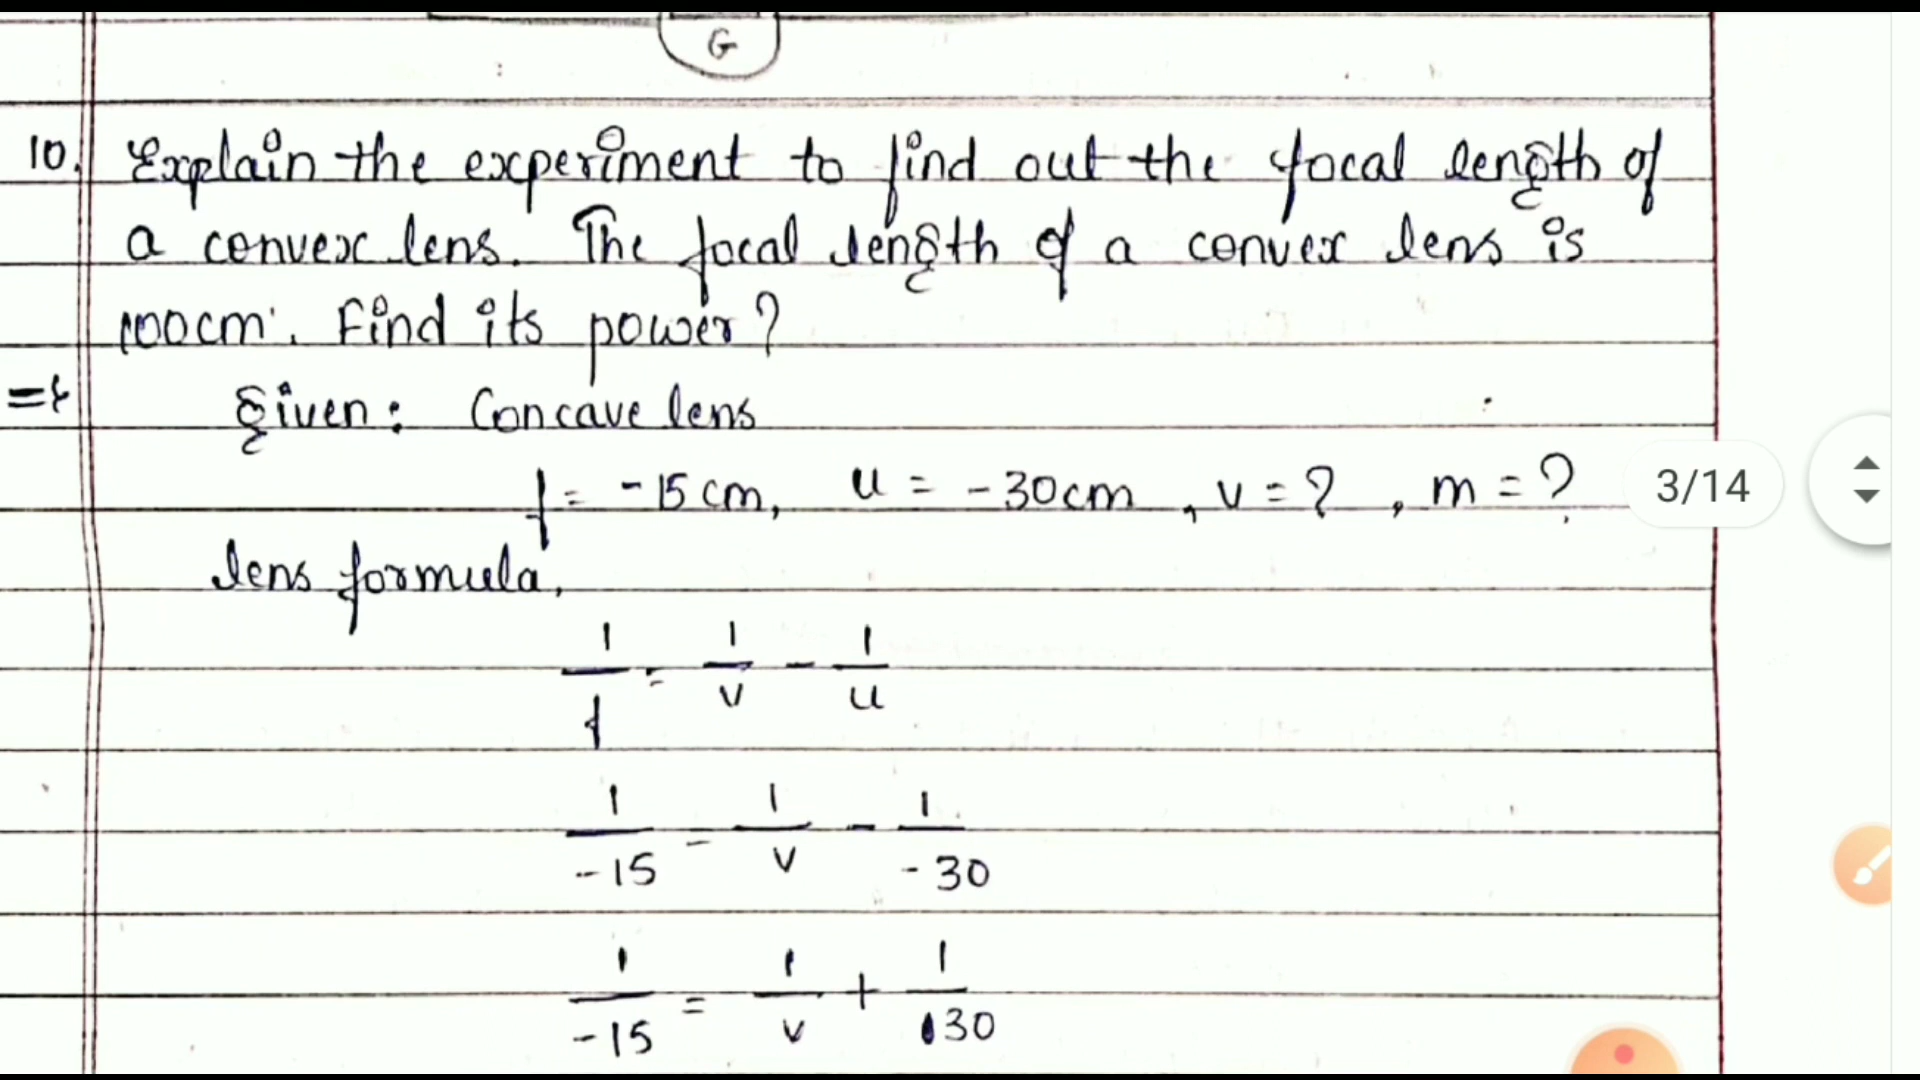 G
10. Explain the experiment to find out the focal length of
a convex lens. The focal length of a convex lens is
100cm. Find its power?
=> Given: Concave lens
f = -15cm, u = -30cm, v = ?, m = ?
3/14
lens formula,
1/f = 1/v - 1/u
1/-15 = 1/v - 1/-30
1/-15 = 1/v + 1/30